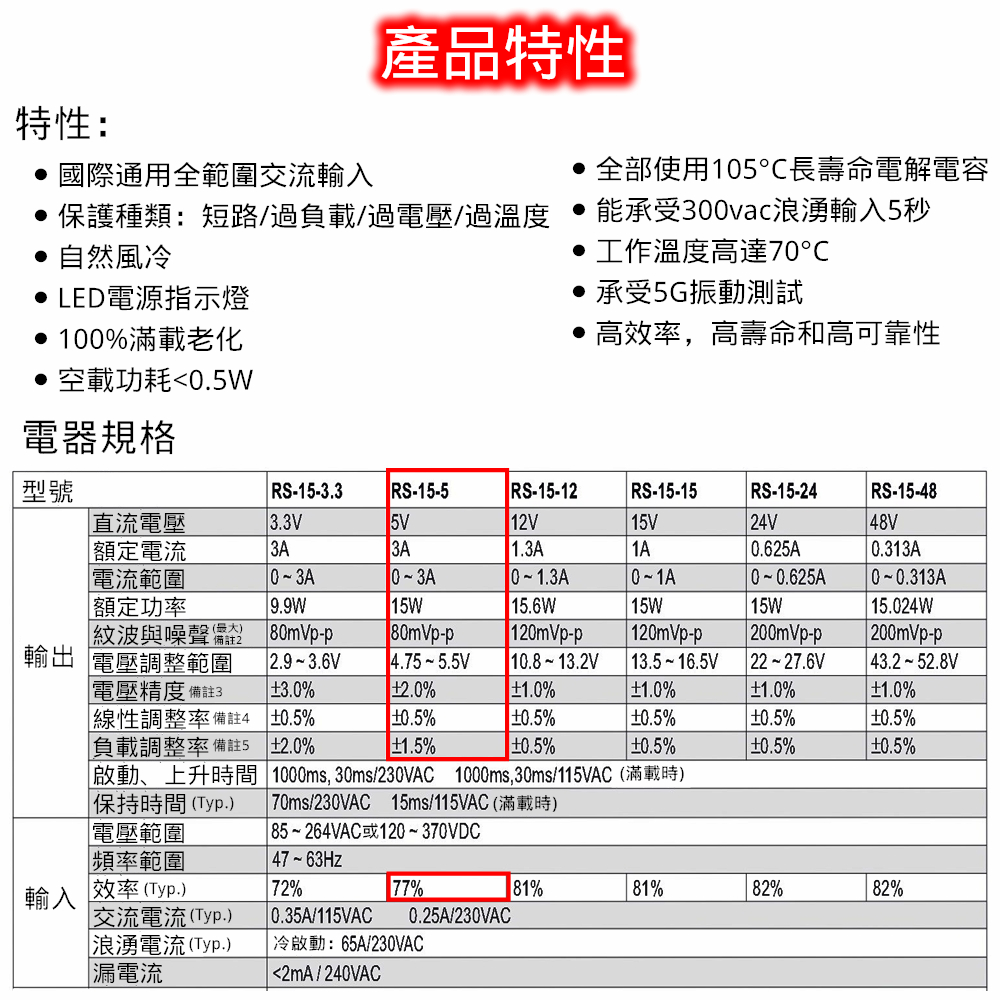 產品特性
特性：
• 國際通用全範圍交流輸入
• 保護種類：短路/過負載/過電壓/過溫度
• 自然風冷
• LED電源指示燈
• 100%滿載老化
• 空載功耗<0.5W
• 全部使用105°C長壽命電解電容
• 能承受300vac浪湧輸入5秒
• 工作溫度高達70°C
• 承受5G振動測試
• 高效率，高壽命和高可靠性
電器規格
型號 RS-15-3.3 RS-15-5 RS-15-12 RS-15-15 RS-15-24 RS-15-48
輸出
直流電壓 3.3V 5V 12V 15V 24V 48V
額定電流 3A 3A 1.3A 1A 0.625A 0.313A
電流範圍 0~3A 0~3A 0~1.3A 0~1A 0~0.625A 0~0.313A
額定功率 9.9W 15W 15.6W 15W 15W 15.024W
紋波與噪聲(最大)備註2 80mVp-p 80mVp-p 120mVp-p 120mVp-p 200mVp-p 200mVp-p
電壓調整範圍 2.9~3.6V 4.75~5.5V 10.8~13.2V 13.5~16.5V 22~27.6V 43.2~52.8V
電壓精度備註3 ±3.0% ±2.0% ±1.0% ±1.0% ±1.0% ±1.0%
線性調整率備註4 ±0.5% ±0.5% ±0.5% ±0.5% ±0.5% ±0.5%
負載調整率備註5 ±2.0% ±1.5% ±0.5% ±0.5% ±0.5% ±0.5%
啟動、上升時間 1000ms, 30ms/230VAC 1000ms,30ms/115VAC (滿載時)
保持時間(Typ.) 70ms/230VAC 15ms/115VAC (滿載時)
輸入
電壓範圍 85~264VAC或120~370VDC
頻率範圍 47~63Hz
效率(Typ.) 72% 77% 81% 81% 82% 82%
交流電流(Typ.) 0.35A/115VAC 0.25A/230VAC
浪湧電流(Typ.) 冷啟動：65A/230VAC
漏電流 <2mA / 240VAC